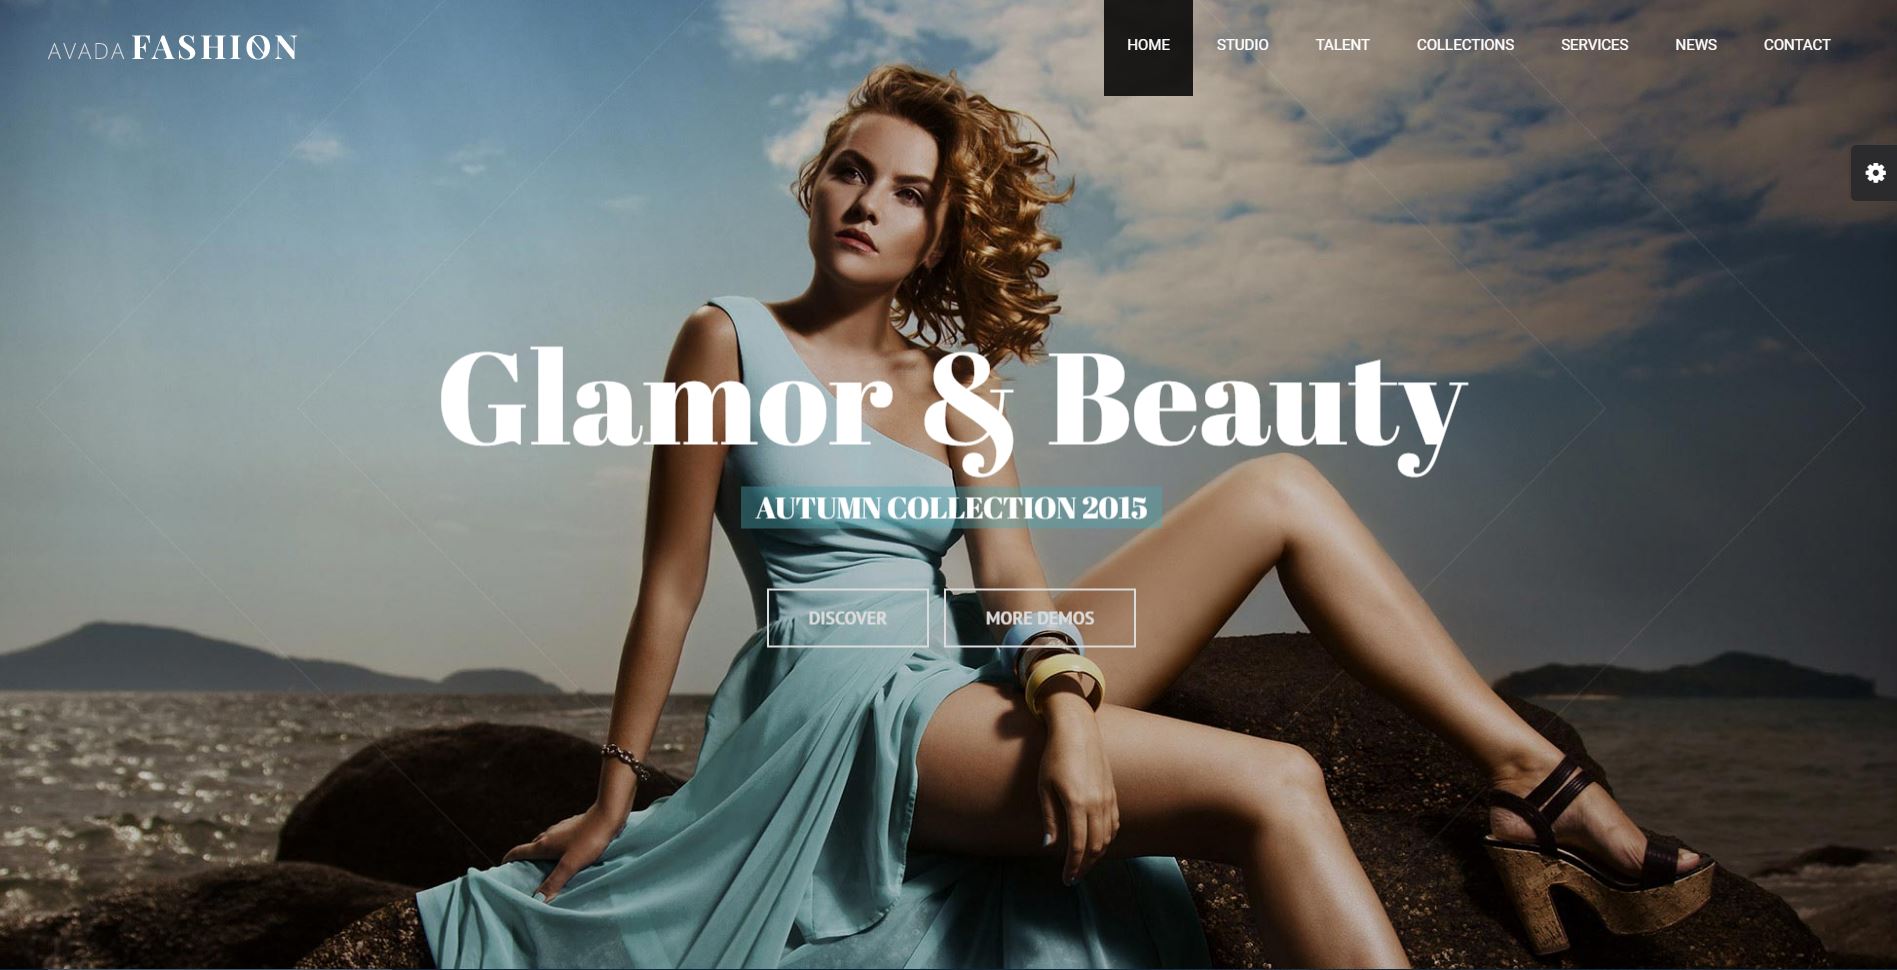 AVADA FASHION
HOME STUDIO TALENT COLLECTIONS SERVICES NEWS CONTACT
Glamor & Beauty
AUTUMN COLLECTION 2015
DISCOVER MORE DEMOS